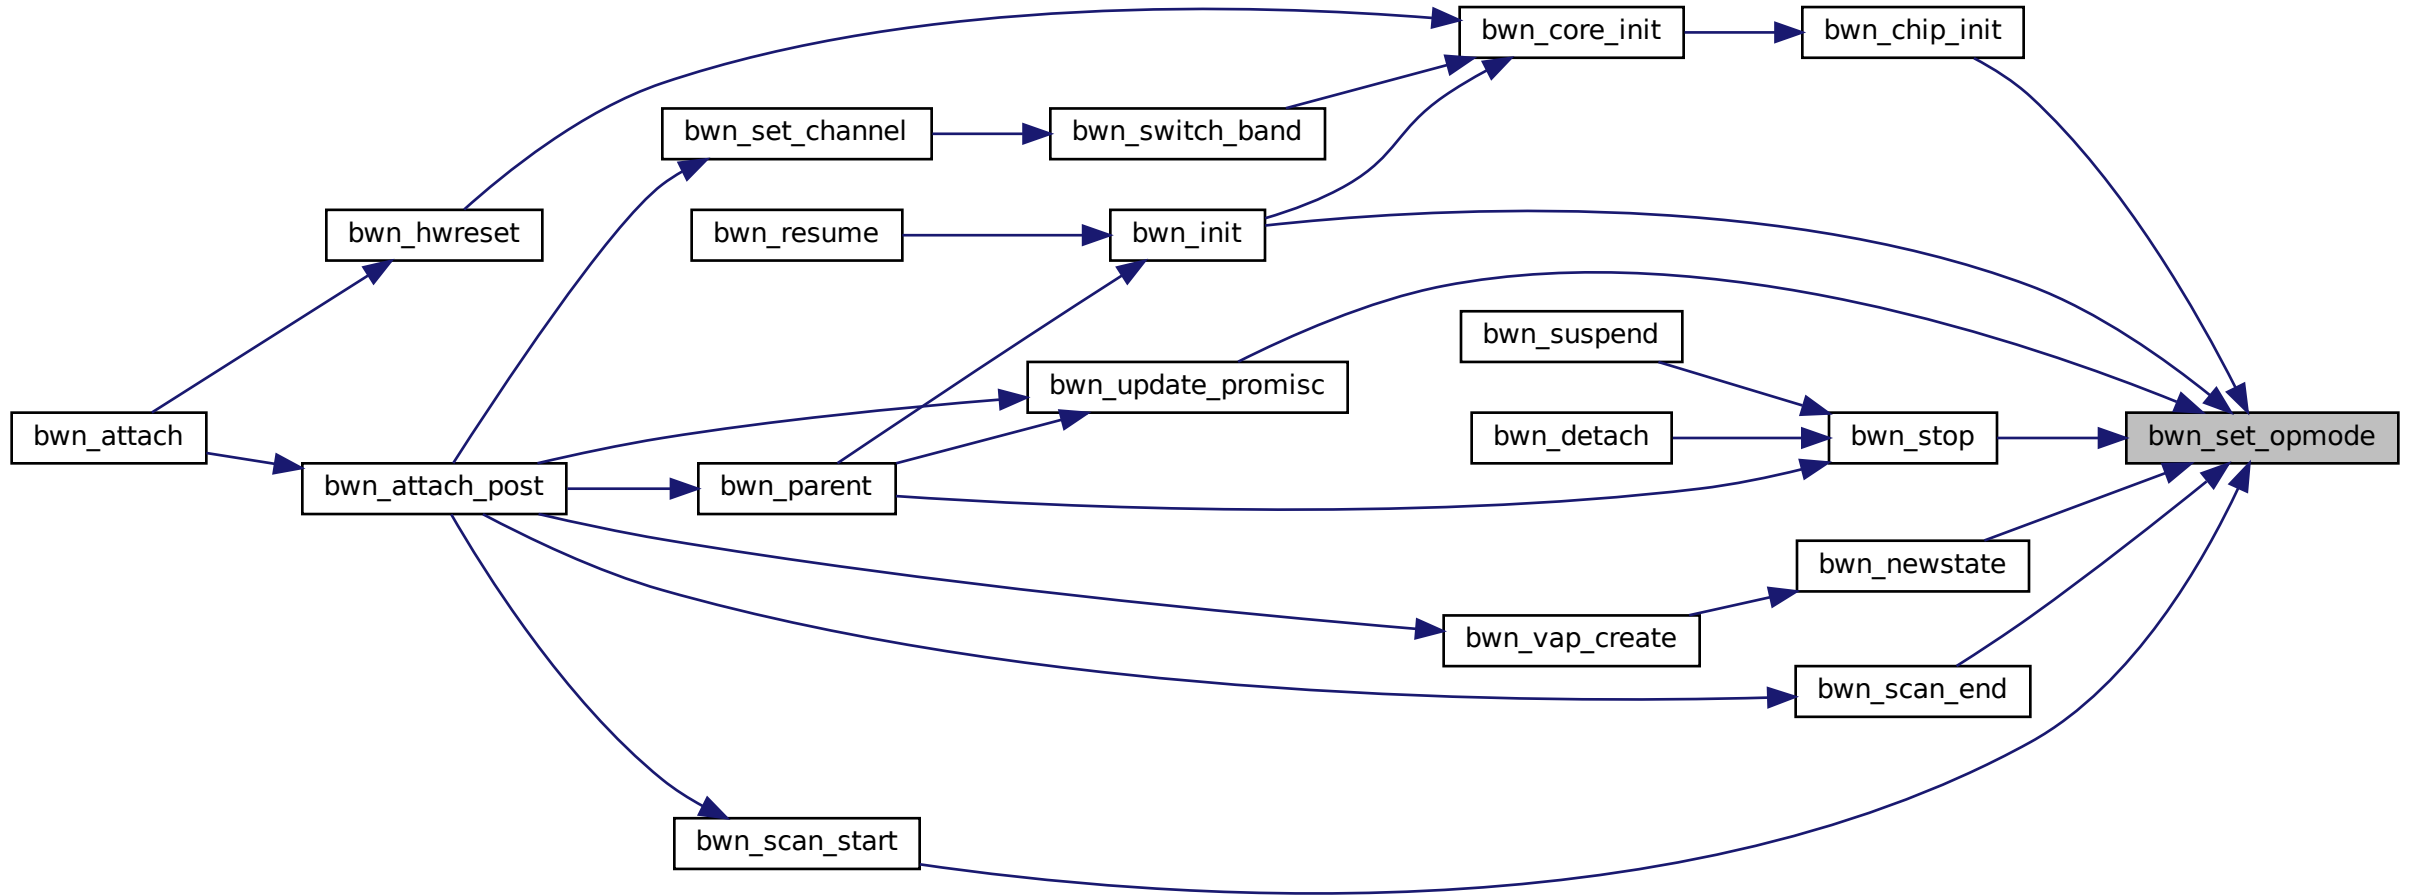 bwn_core_init
bwn_chip_init
bwn_set_channel
bwn_switch_band
bwn_hwreset
bwn_resume
bwn_init
bwn_suspend
bwn_update_promisc
bwn_attach
bwn_detach
bwn_stop
bwn_set_opmode
bwn_attach_post
bwn_parent
bwn_newstate
bwn_vap_create
bwn_scan_end
bwn_scan_start